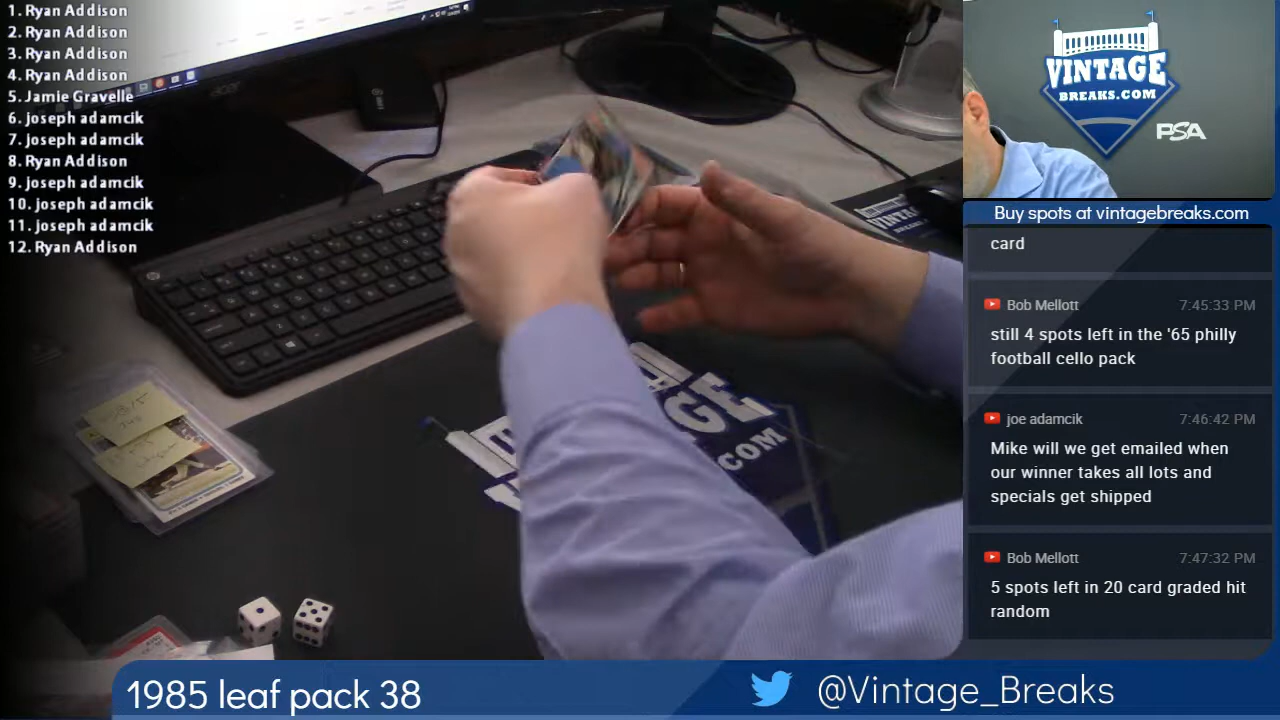 1. Ryan Addison
2. Ryan Addison
3. Ryan Addison
4. Ryan Addison
5. Jamie Gravelle
6. joseph adamcik
7. joseph adamcik
8. Ryan Addison
9. joseph adamcik
10. joseph adamcik
11. joseph adamcik
12. Ryan Addison
acer
VINTAGE
BREAKS.COM
PSA
Buy spots at vintagebreaks.com
card
Bob Mellott 7:45:33 PM
still 4 spots left in the '65 philly
football cello pack
joe adamcik 7:46:42 PM
Mike will we get emailed when
our winner takes all lots and
specials get shipped
Bob Mellott 7:47:32 PM
5 spots left in 20 card graded hit
random
1985 leaf pack 38
@Vintage_Breaks